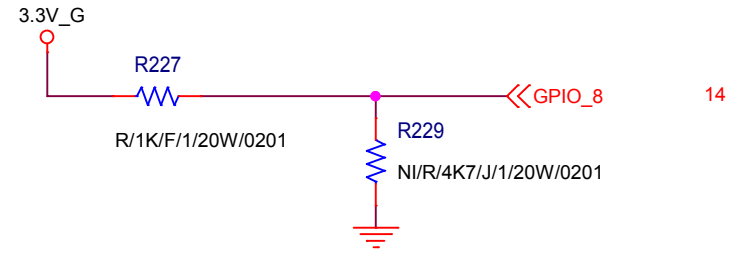 3.3V_G
R227
GPIO_8
14
R/1K/F/1/20W/0201
R229
NI/R/4K7/J/1/20W/0201